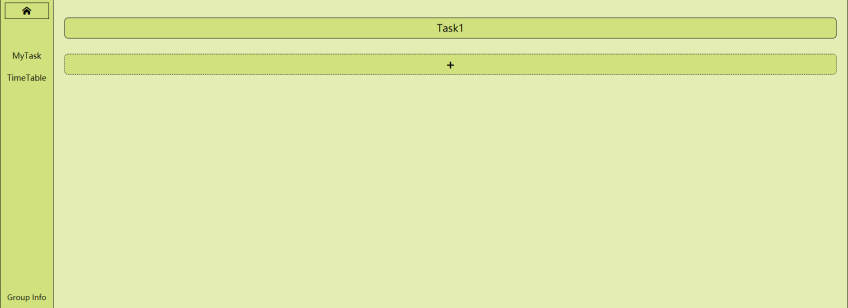 MyTask
TimeTable
Group Info
Task1
+